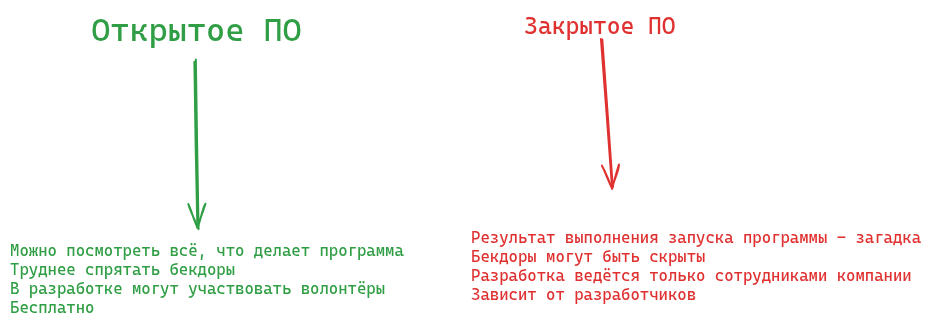 Открытое ПО
Можно посмотреть всё, что делает программа
Труднее спрятать бекдоры
В разработке могут участвовать волонтёры
Бесплатно
Закрытое ПО
Результат выполнения запуска программы – загадка
Бекдоры могут быть скрыты
Разработка ведётся только сотрудниками компании
Зависит от разработчиков